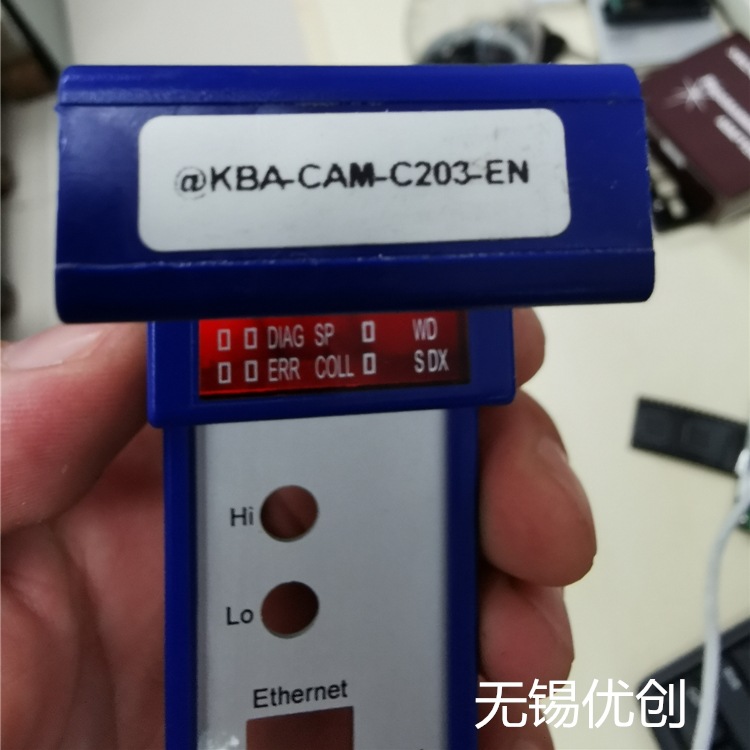 @KBA-CAM-C203-EN
DIAG SP WD
ERR COLL SDX
Hi
Lo
Ethernet
无锡优创